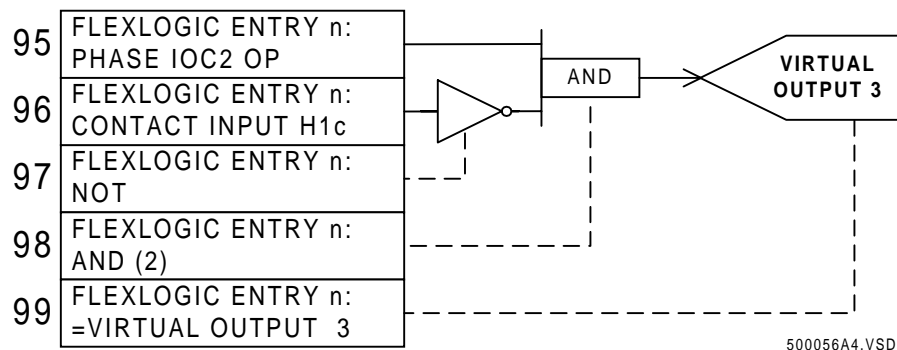 95
FLEXLOGIC ENTRY n:
PHASE IOC2 OP
96
FLEXLOGIC ENTRY n:
CONTACT INPUT H1c
97
FLEXLOGIC ENTRY n:
NOT
98
FLEXLOGIC ENTRY n:
AND (2)
99
FLEXLOGIC ENTRY n:
=VIRTUAL OUTPUT 3
AND
VIRTUAL
OUTPUT 3
500056A4.VSD